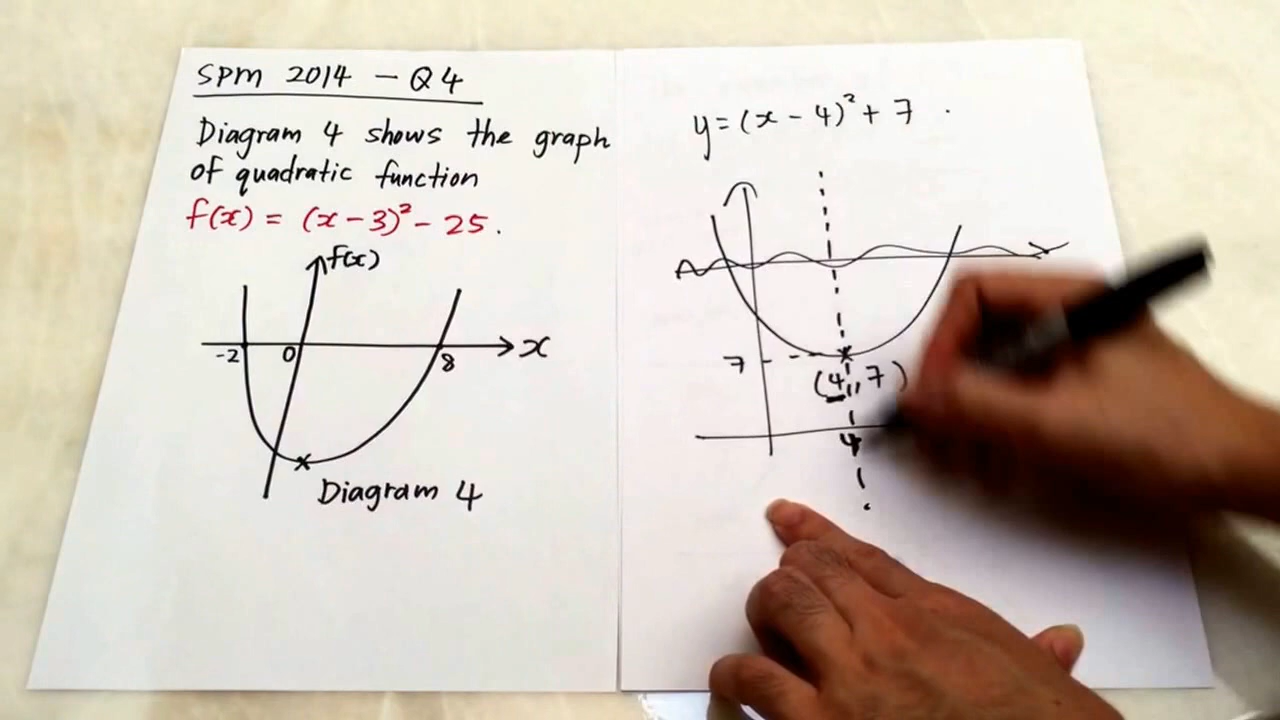 SPM 2014 - Q4
Diagram 4 shows the graph
of quadratic function
f(x) = (x - 3)² - 25.
f(x)
-2 0 8 x
Diagram 4
y = (x - 4)² + 7
7
(4, 7)
4